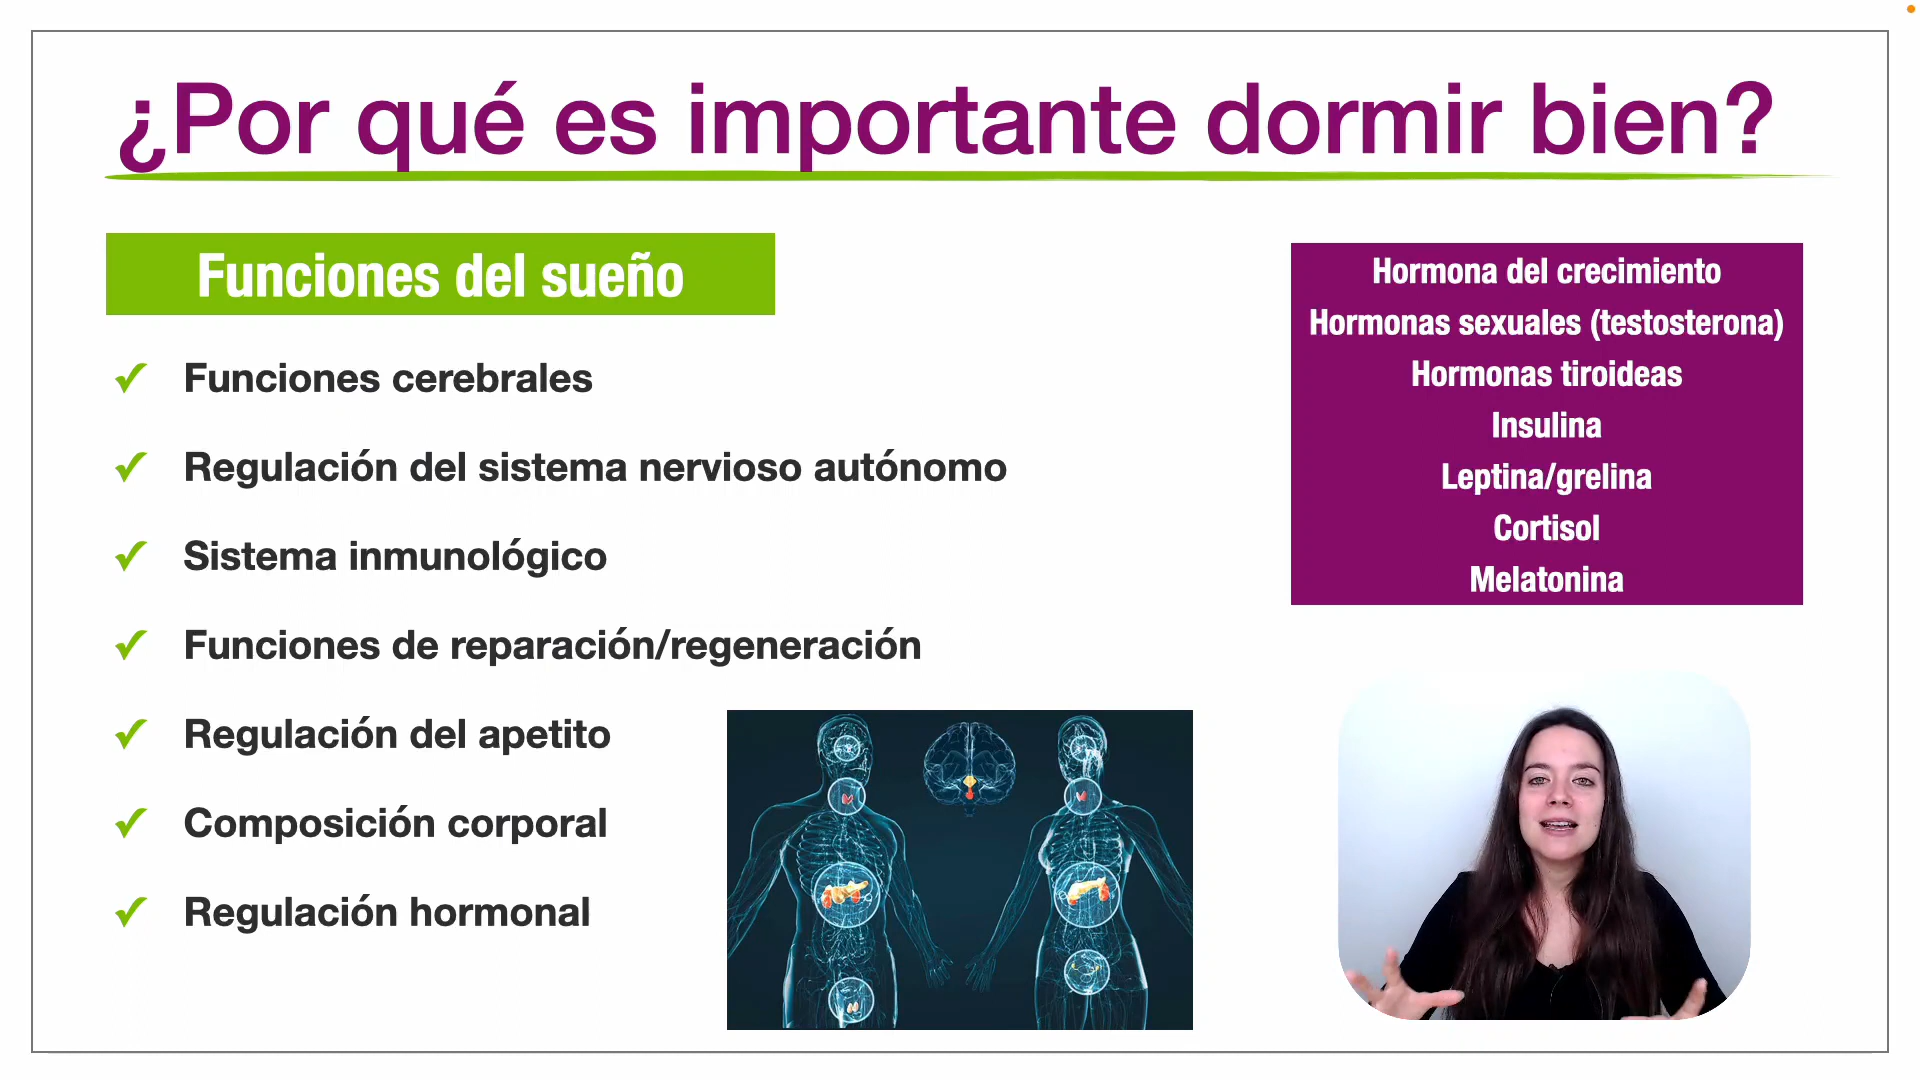 ¿Por qué es importante dormir bien?
Funciones del sueño
✓ Funciones cerebrales
✓ Regulación del sistema nervioso autónomo
✓ Sistema inmunológico
✓ Funciones de reparación/regeneración
✓ Regulación del apetito
✓ Composición corporal
✓ Regulación hormonal
Hormona del crecimiento
Hormonas sexuales (testosterona)
Hormonas tiroideas
Insulina
Leptina/grelina
Cortisol
Melatonina